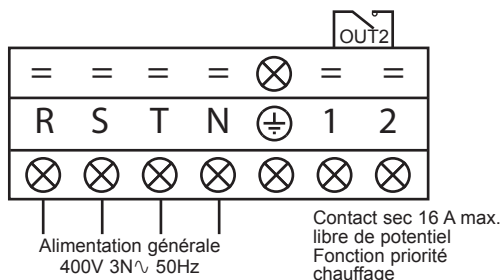 OUT2
= = = = = =
R S T N 1 2
Alimentation générale
400V 3N∿ 50Hz
Contact sec 16 A max.
libre de potentiel
Fonction priorité
chauffage